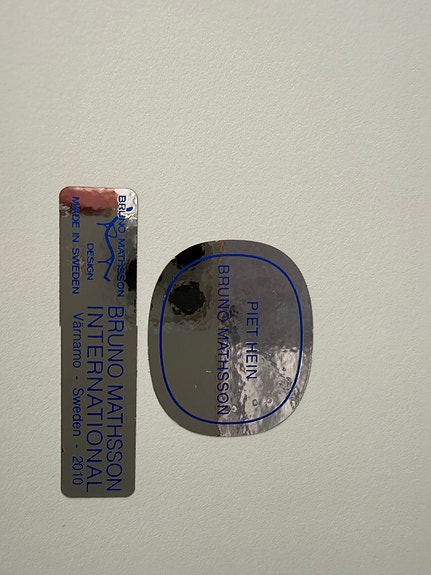 BRUNO MATHSSON
DESIGN
MADE IN SWEDEN
BRUNO MATHSSON
INTERNATIONAL
Värnamo - Sweden - 2010
PIET HEIN
BRUNO MATHSSON